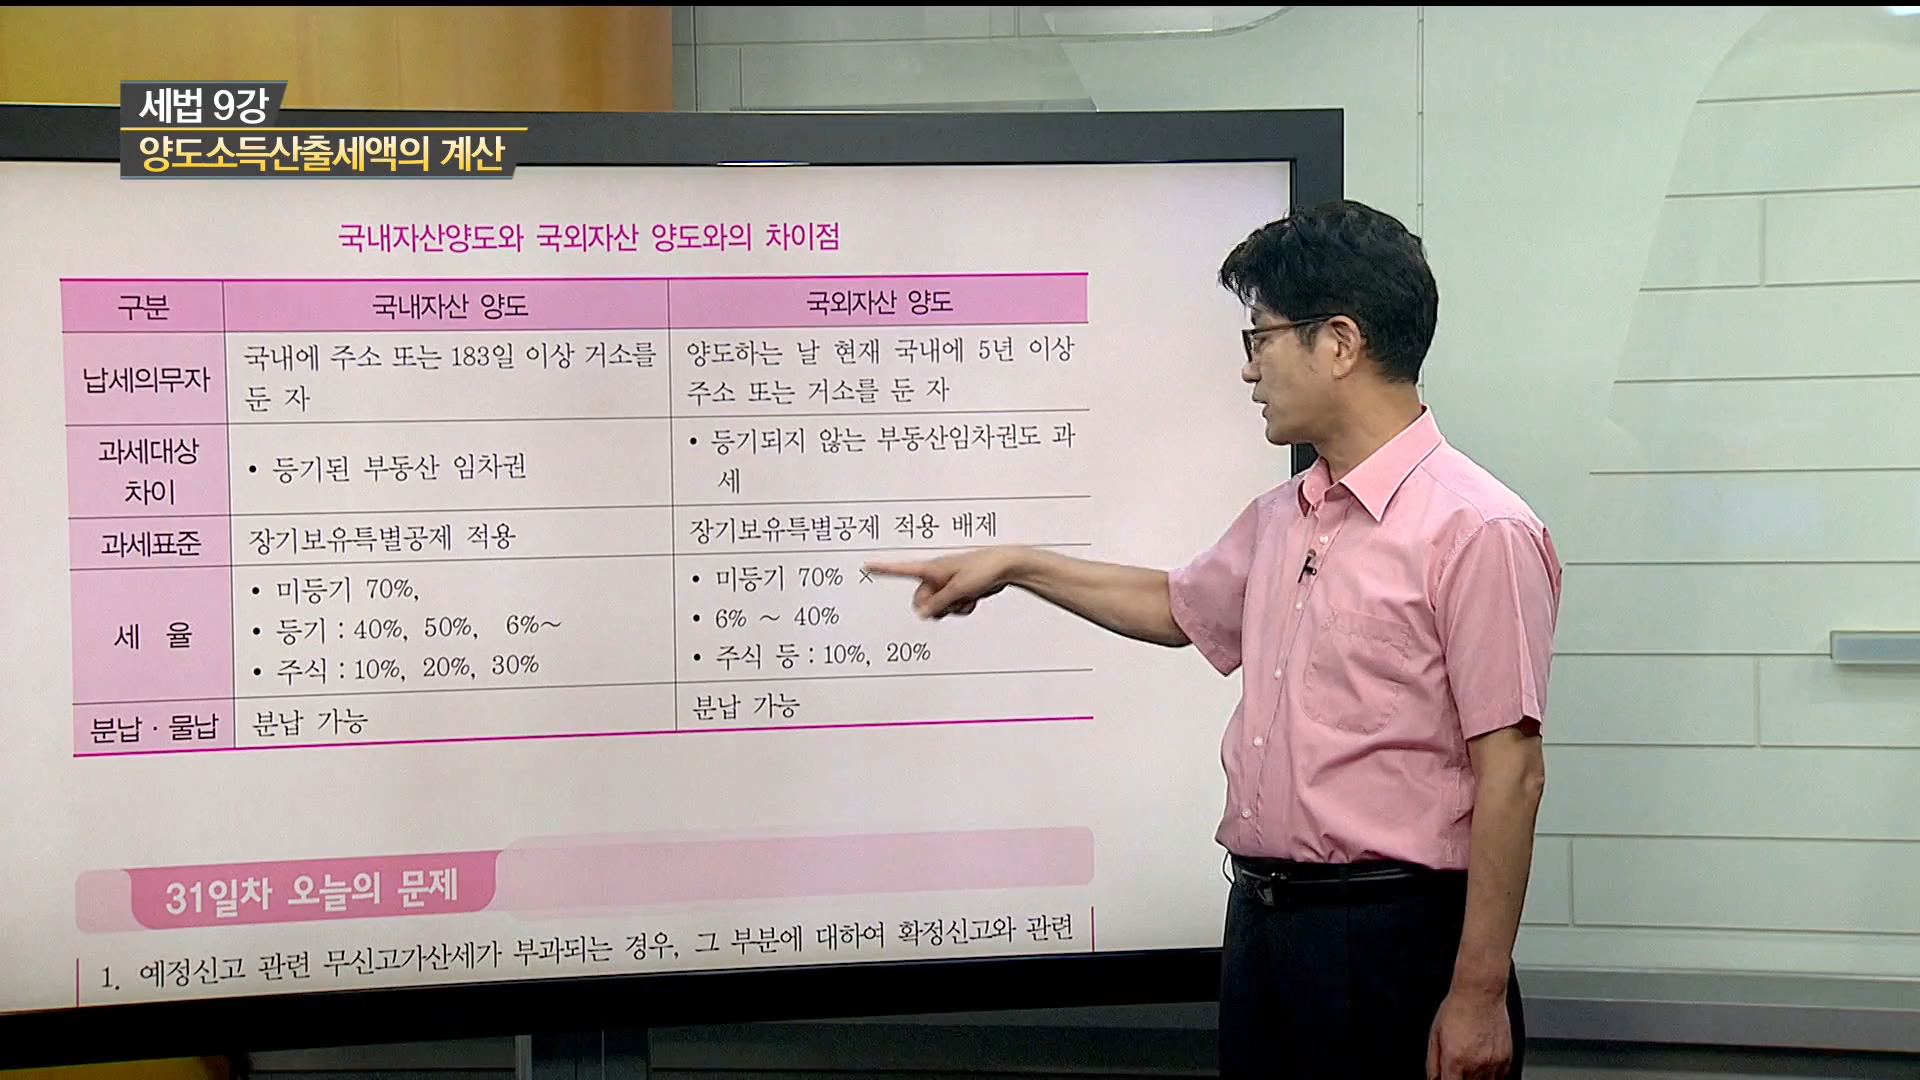 세법 9강
양도소득산출세액의 계산
국내자산양도와 국외자산 양도와의 차이점
구분 국내자산 양도 국외자산 양도
납세의무자
국내에 주소 또는 183일 이상 거소를
둔 자
양도하는 날 현재 국내에 5년 이상
주소 또는 거소를 둔 자
과세대상
차이
• 등기된 부동산 임차권
• 등기되지 않는 부동산임차권도 과
세
과세표준 장기보유특별공제 적용 장기보유특별공제 적용 배제
세 율
• 미등기 70%,
• 등기 : 40%, 50%, 6%～
• 주식 : 10%, 20%, 30%
• 미등기 70% ×
• 6% ～ 40%
• 주식 등 : 10%, 20%
분납 · 물납 분납 가능 분납 가능
31일차 오늘의 문제
1. 예정신고 관련 무신고가산세가 부과되는 경우, 그 부분에 대하여 확정신고와 관련